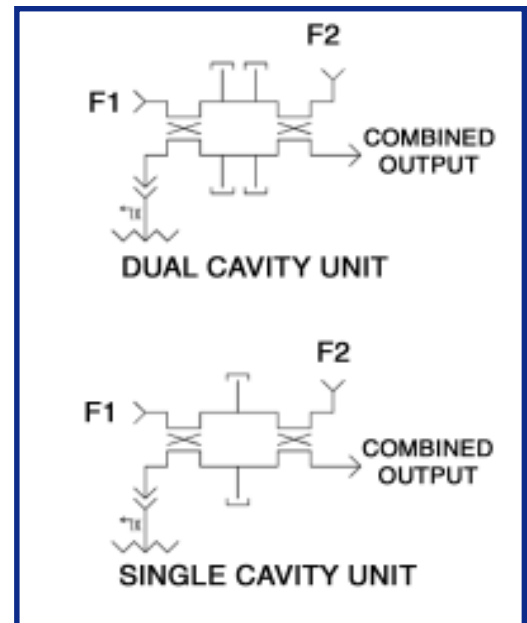 F2
F1
COMBINED
OUTPUT
DUAL CAVITY UNIT
F2
F1
COMBINED
OUTPUT
SINGLE CAVITY UNIT